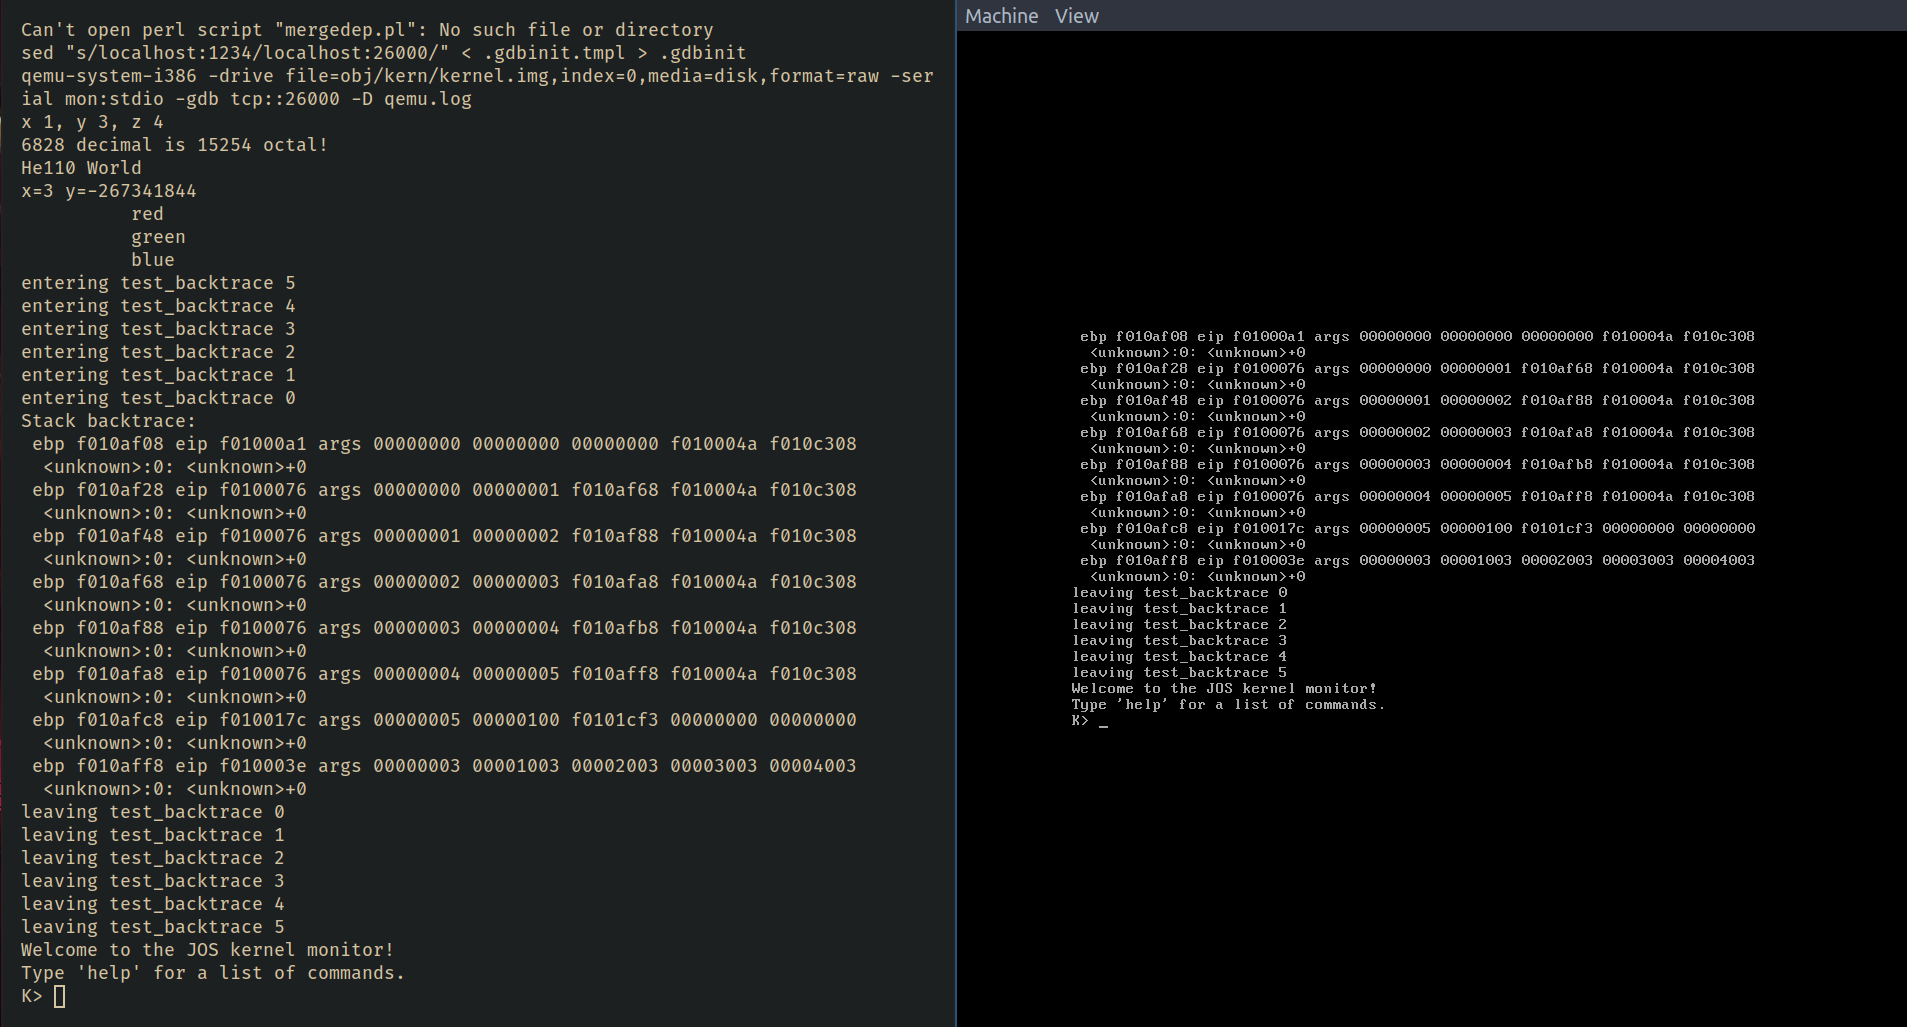 Can't open perl script "mergedep.pl": No such file or directory
sed "s/localhost:1234/localhost:26000/" < .gdbinit.tmpl > .gdbinit
qemu-system-i386 -drive file=obj/kern/kernel.img,index=0,media=disk,format=raw -ser
ial mon:stdio -gdb tcp::26000 -D qemu.log
x 1, y 3, z 4
6828 decimal is 15254 octal!
He110 World
x=3 y=-267341844
red
green
blue
entering test_backtrace 5
entering test_backtrace 4
entering test_backtrace 3
entering test_backtrace 2
entering test_backtrace 1
entering test_backtrace 0
Stack backtrace:
ebp f010af08 eip f01000a1 args 00000000 00000000 00000000 f010004a f010c308
<unknown>:0: <unknown>+0
ebp f010af28 eip f0100076 args 00000000 00000001 f010af68 f010004a f010c308
<unknown>:0: <unknown>+0
ebp f010af48 eip f0100076 args 00000001 00000002 f010af88 f010004a f010c308
<unknown>:0: <unknown>+0
ebp f010af68 eip f0100076 args 00000002 00000003 f010afa8 f010004a f010c308
<unknown>:0: <unknown>+0
ebp f010af88 eip f0100076 args 00000003 00000004 f010afb8 f010004a f010c308
<unknown>:0: <unknown>+0
ebp f010afa8 eip f0100076 args 00000004 00000005 f010aff8 f010004a f010c308
<unknown>:0: <unknown>+0
ebp f010afc8 eip f010017c args 00000005 00000100 f0101cf3 00000000 00000000
<unknown>:0: <unknown>+0
ebp f010aff8 eip f010003e args 00000003 00001003 00002003 00003003 00004003
<unknown>:0: <unknown>+0
leaving test_backtrace 0
leaving test_backtrace 1
leaving test_backtrace 2
leaving test_backtrace 3
leaving test_backtrace 4
leaving test_backtrace 5
Welcome to the JOS kernel monitor!
Type 'help' for a list of commands.
K>
Machine View
ebp f010af08 eip f01000a1 args 00000000 00000000 00000000 f010004a f010c308
<unknown>:0: <unknown>+0
ebp f010af28 eip f0100076 args 00000000 00000001 f010af68 f010004a f010c308
<unknown>:0: <unknown>+0
ebp f010af48 eip f0100076 args 00000001 00000002 f010af88 f010004a f010c308
<unknown>:0: <unknown>+0
ebp f010af68 eip f0100076 args 00000002 00000003 f010afa8 f010004a f010c308
<unknown>:0: <unknown>+0
ebp f010af88 eip f0100076 args 00000003 00000004 f010afb8 f010004a f010c308
<unknown>:0: <unknown>+0
ebp f010afa8 eip f0100076 args 00000004 00000005 f010aff8 f010004a f010c308
<unknown>:0: <unknown>+0
ebp f010afc8 eip f010017c args 00000005 00000100 f0101cf3 00000000 00000000
<unknown>:0: <unknown>+0
ebp f010aff8 eip f010003e args 00000003 00001003 00002003 00003003 00004003
<unknown>:0: <unknown>+0
leaving test_backtrace 0
leaving test_backtrace 1
leaving test_backtrace 2
leaving test_backtrace 3
leaving test_backtrace 4
leaving test_backtrace 5
Welcome to the JOS kernel monitor!
Type 'help' for a list of commands.
K> _